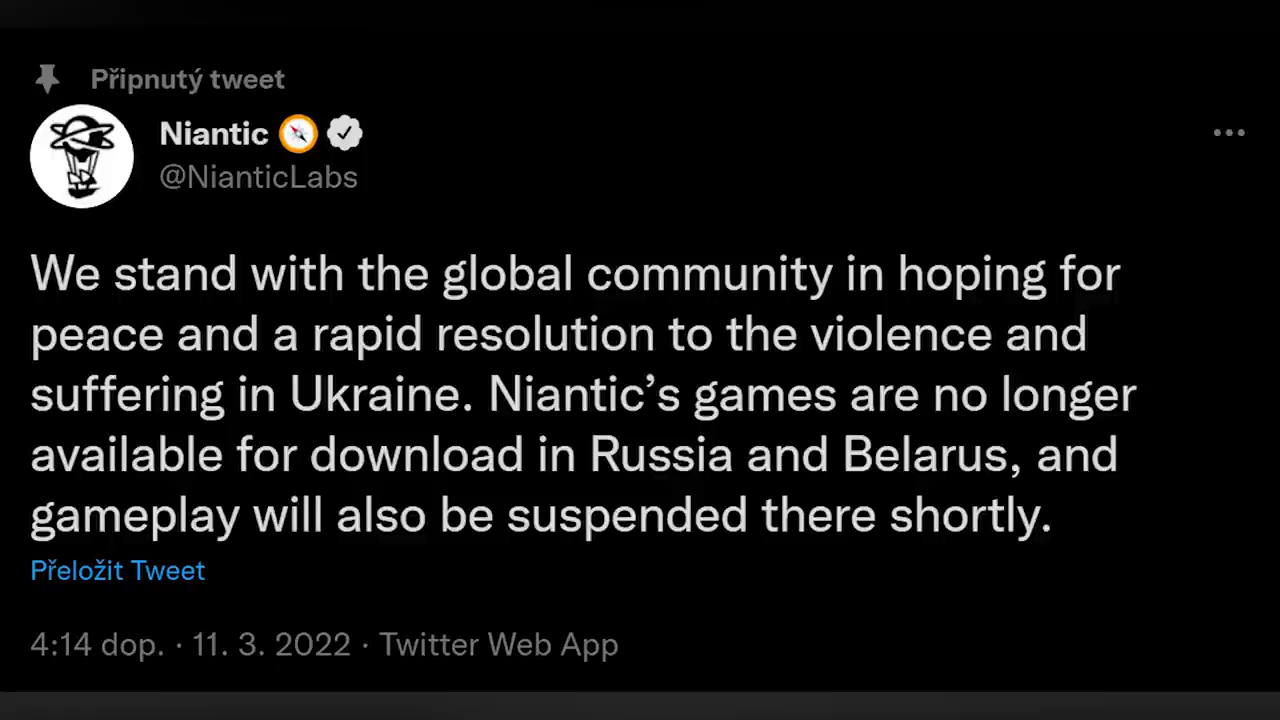 Připnutý tweet
Niantic
@NianticLabs
We stand with the global community in hoping for
peace and a rapid resolution to the violence and
suffering in Ukraine. Niantic’s games are no longer
available for download in Russia and Belarus, and
gameplay will also be suspended there shortly.
Přeložit Tweet
4:14 dop. · 11. 3. 2022 · Twitter Web App